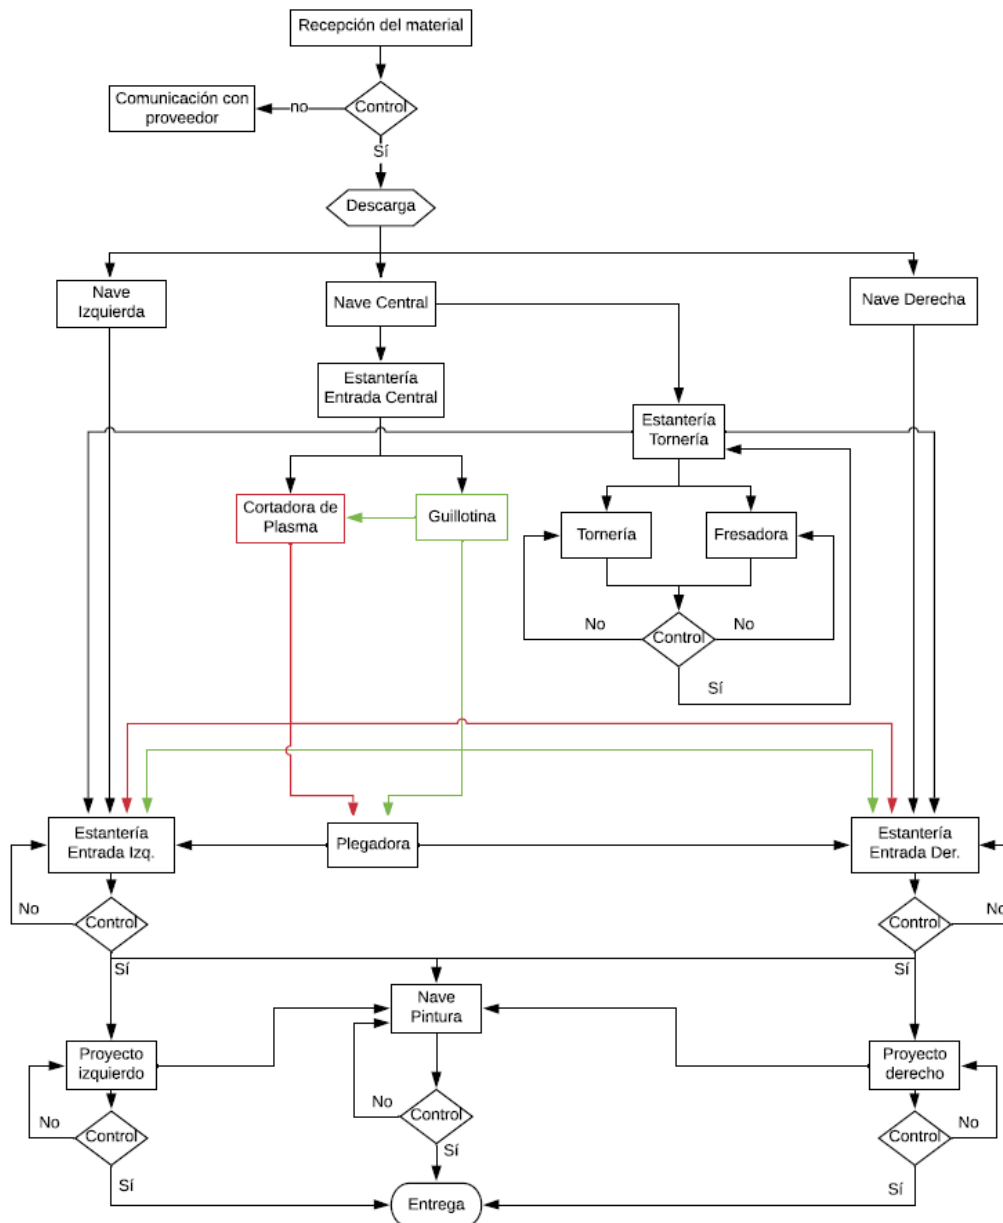 Recepción del material
Comunicación con
proveedor
no
Control
Sí
Descarga
Nave
Izquierda
Nave Central
Nave Derecha
Estantería
Entrada Central
Estantería
Tornería
Cortadora de
Plasma
Guillotina
Tornería
Fresadora
No
Control
No
Sí
Estantería
Entrada Izq.
Plegadora
Estantería
Entrada Der.
No
Control
Control
No
Sí
Sí
Nave
Pintura
Proyecto
izquierdo
Proyecto
derecho
No
Control
No
Control
Control
No
Sí
Sí
Sí
Entrega